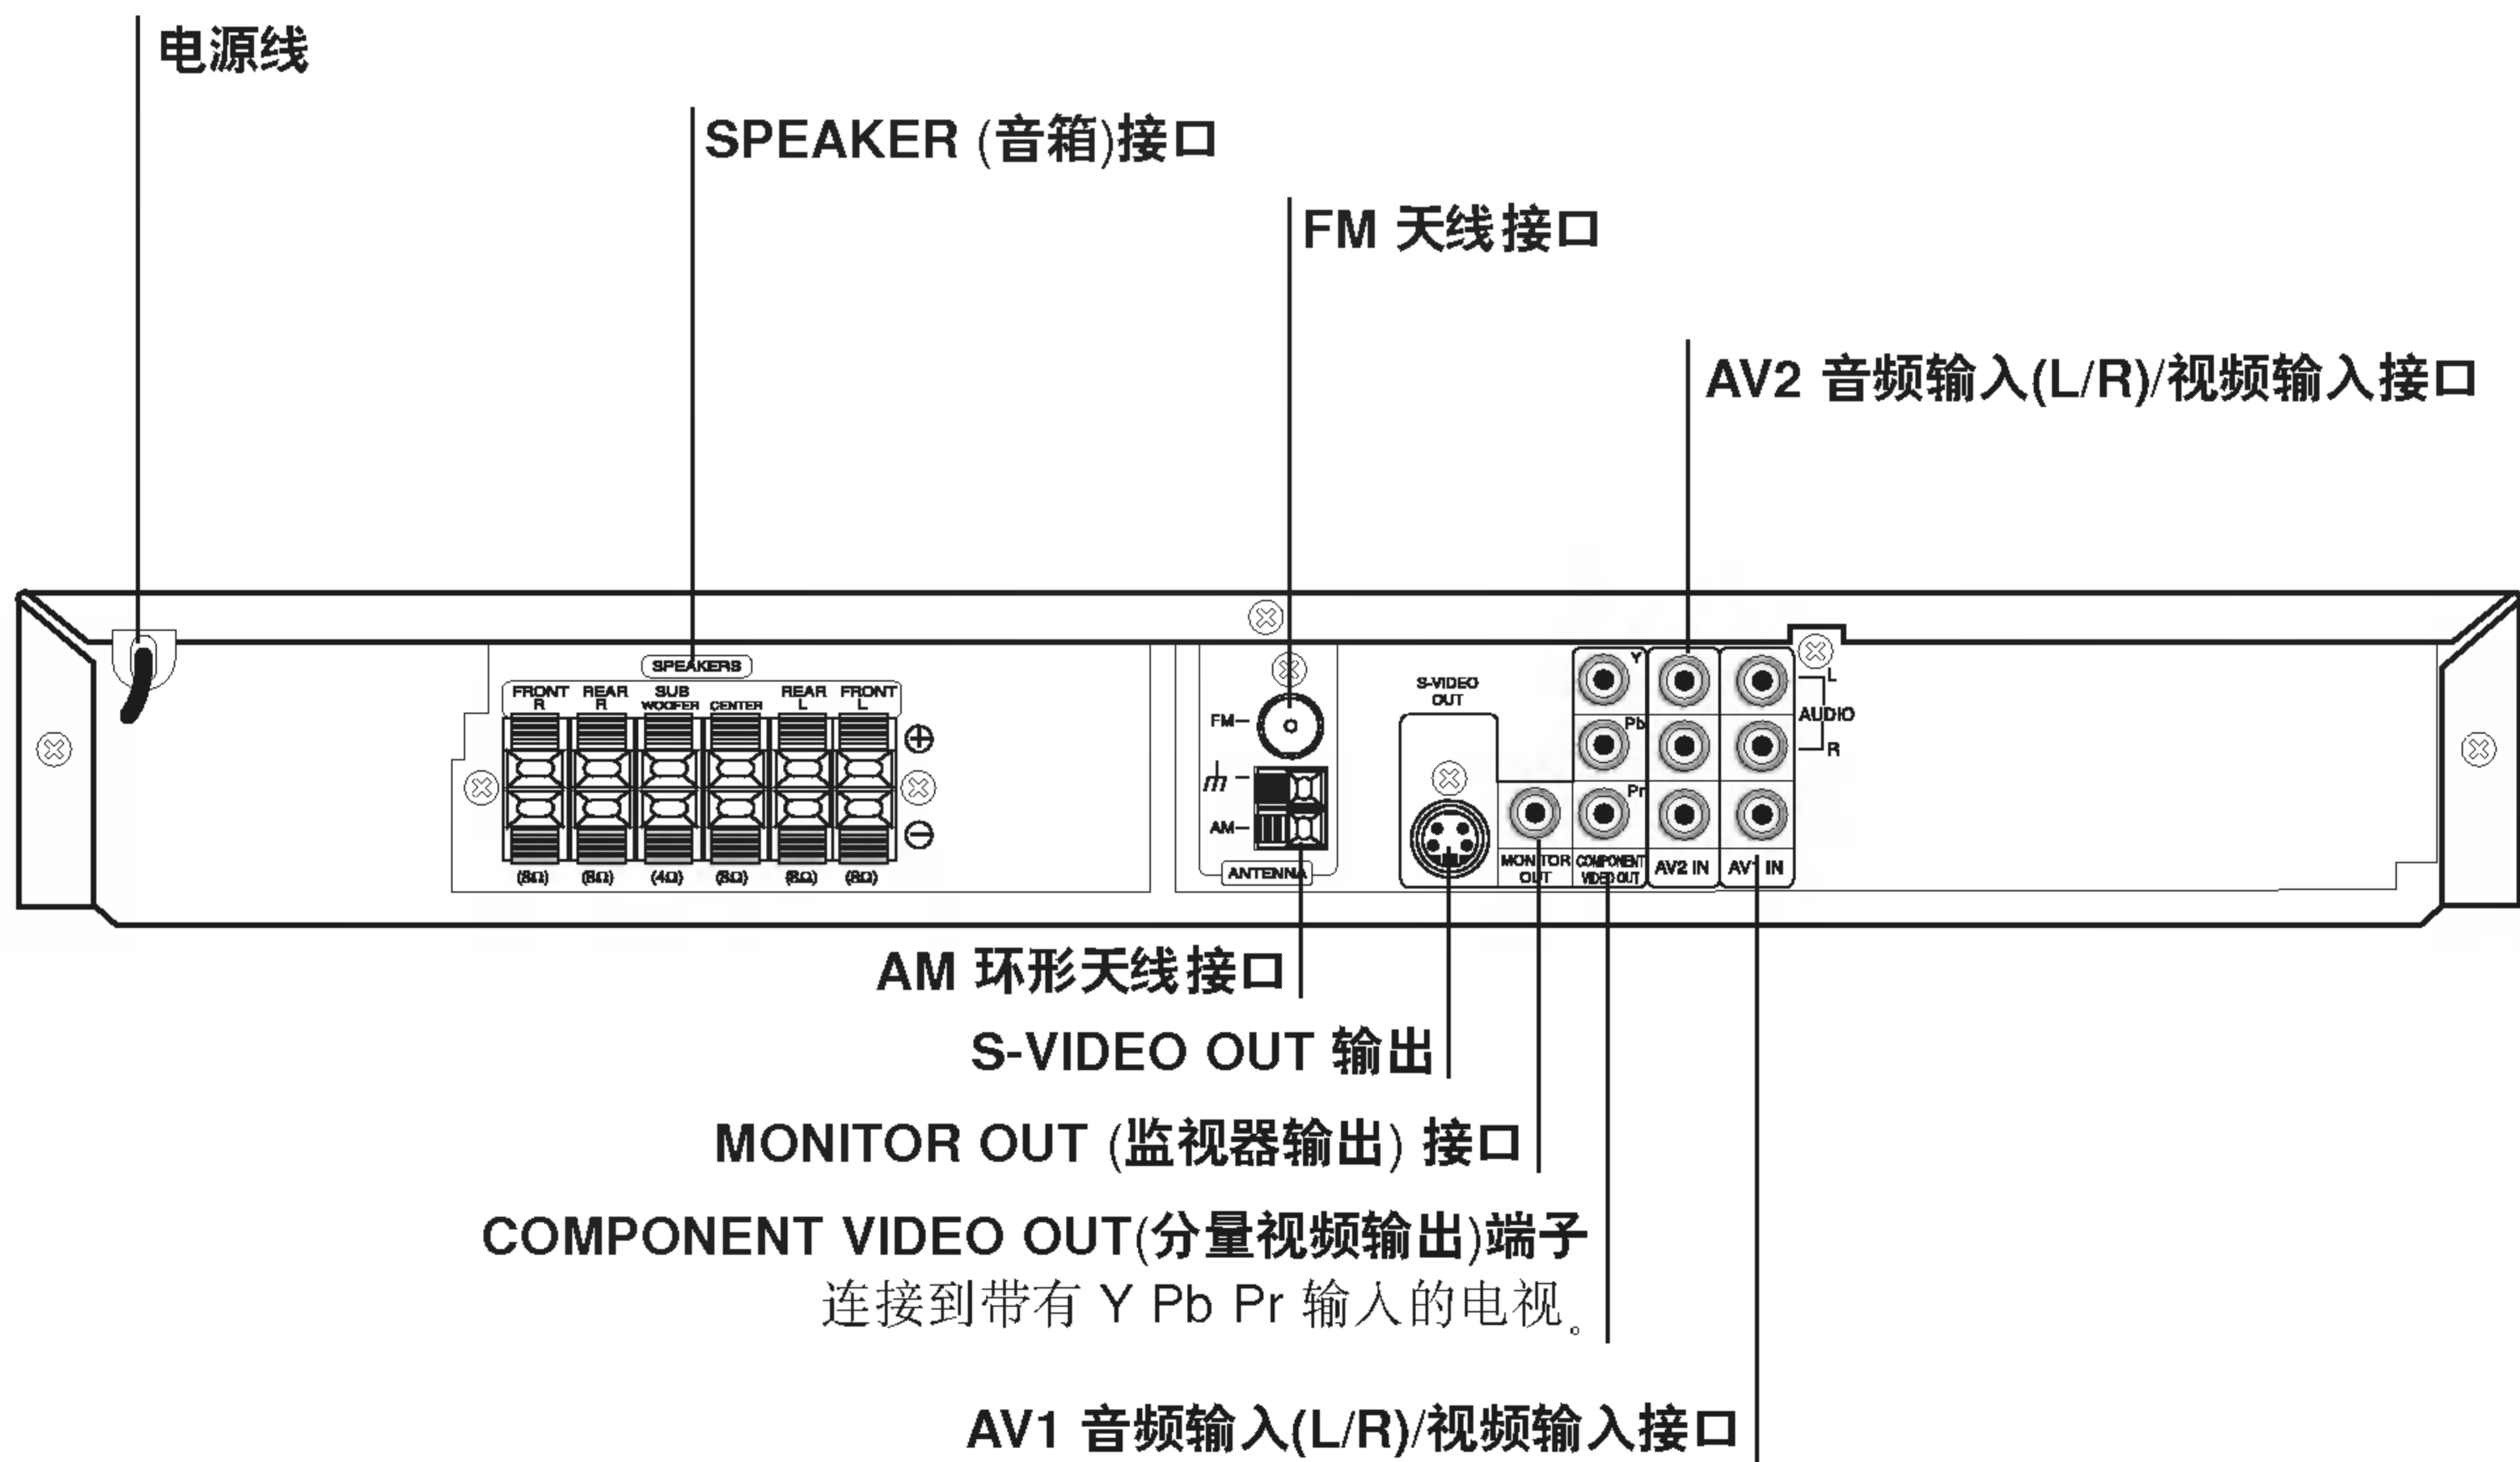 电源线
SPEAKER (音箱)接口
FM 天线接口
AV2 音频输入(L/R)/视频输入接口
SPEAKERS
FRONT R
REAR R
SUB WOOFER
CENTER
REAR L
FRONT L
(4Ω)
FM
AM
ANTENNA
S-VIDEO OUT
Y
Pb
Pr
L
AUDIO
R
MONITOR OUT
COMPONENT VIDEO OUT
AV2 IN
AV1 IN
AM 环形天线接口
S-VIDEO OUT 输出
MONITOR OUT (监视器输出) 接口
COMPONENT VIDEO OUT(分量视频输出)端子
连接到带有 Y Pb Pr 输入的电视。
AV1 音频输入(L/R)/视频输入接口